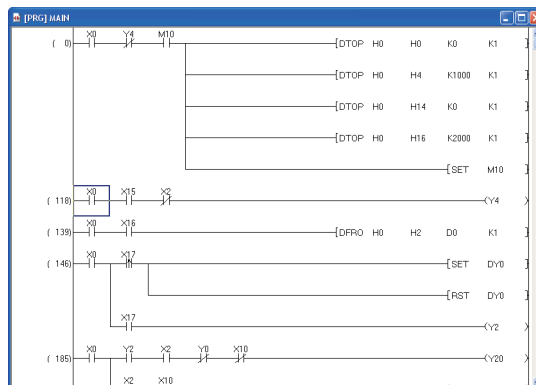 [PRG] MAIN
( 0) X0 Y4 M10 [DTOP H0 H0 K0 K1 ]
[DTOP H0 H4 K1000 K1 ]
[DTOP H0 H14 K0 K1 ]
[DTOP H0 H16 K2000 K1 ]
[SET M10 ]
( 118) X0 X15 X2 (Y4 )
( 139) X0 X16 [DFRO H0 H2 D0 K1 ]
( 146) X0 X17 [SET DY0 ]
[RST DY0 ]
X17 (Y2 )
( 185) X0 Y2 X2 Y0 X10 (Y20 )
X2 X10